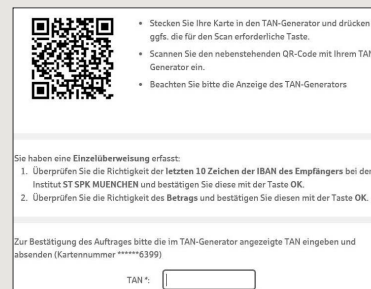 Stecken Sie Ihre Karte in den TAN-Generator und drücken
ggfs. die für den Scan erforderliche Taste.
Scannen Sie den nebenstehenden QR-Code mit Ihrem TAN
Generator ein.
Beachten Sie bitte die Anzeige des TAN-Generators
Sie haben eine Einzelüberweisung erfasst:
1. Überprüfen Sie die Richtigkeit der letzten 10 Zeichen der IBAN des Empfängers bei dem
Institut ST SPK MUENCHEN und bestätigen Sie diese mit der Taste OK.
2. Überprüfen Sie die Richtigkeit des Betrags und bestätigen Sie diesen mit der Taste OK.
Zur Bestätigung des Auftrages bitte die im TAN-Generator angezeigte TAN eingeben und
absenden (Kartennummer ******6399)
TAN *: